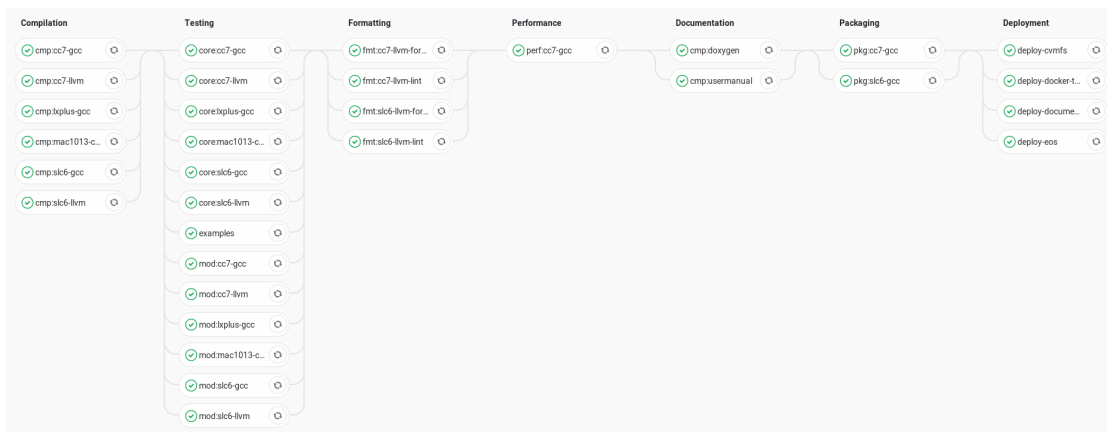 Compilation Testing Formatting Performance Documentation Packaging Deployment
cmp:cc7-gcc core:cc7-gcc fmt:cc7-llvm-for... perf:cc7-gcc cmp:doxygen pkg:cc7-gcc deploy-cvmfs
cmp:cc7-llvm core:cc7-llvm fmt:cc7-llvm-lint cmp:usermanual pkg:slc6-gcc deploy-docker-t...
cmp:lxplus-gcc core:lxplus-gcc fmt:slc6-llvm-for... deploy-docume...
cmp:mac1013-c... core:mac1013-c... fmt:slc6-llvm-lint deploy-eos
cmp:slc6-gcc core:slc6-gcc
cmp:slc6-llvm core:slc6-llvm
examples
mod:cc7-gcc
mod:cc7-llvm
mod:lxplus-gcc
mod:mac1013-c...
mod:slc6-gcc
mod:slc6-llvm